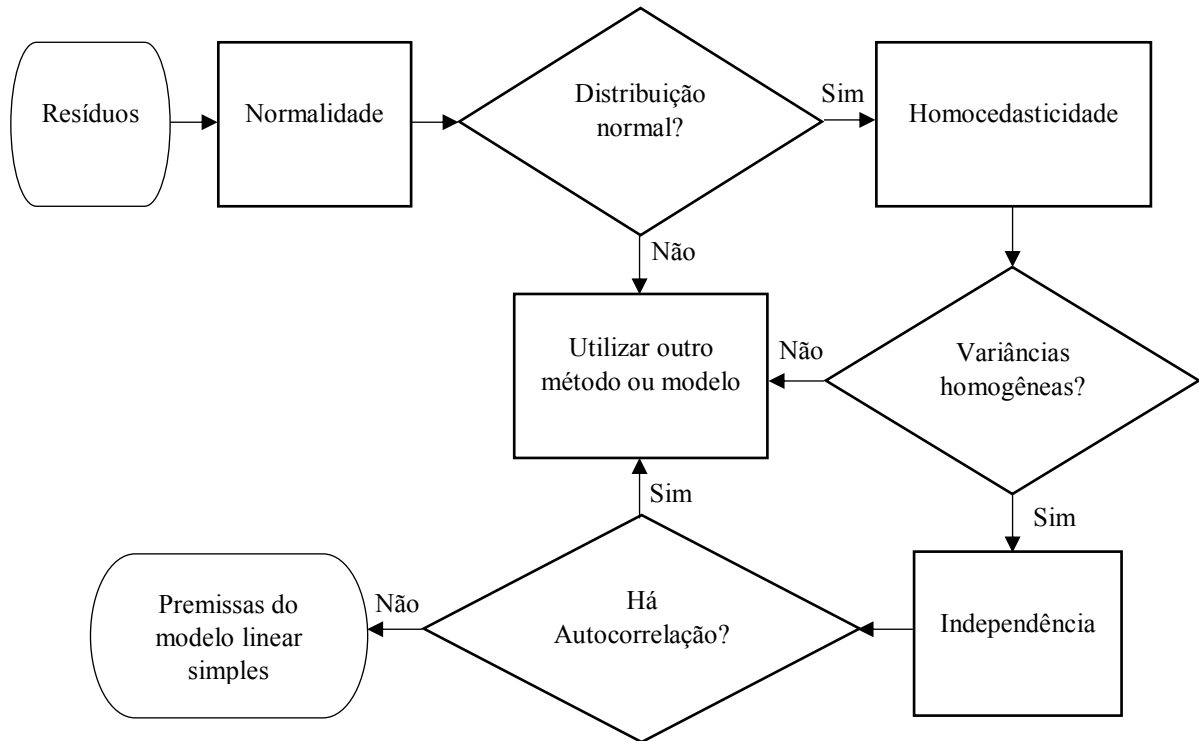 Resíduos
Normalidade
Distribuição
normal?
Sim
Homocedasticidade
Não
Utilizar outro
método ou modelo
Não
Variâncias
homogêneas?
Sim
Sim
Premissas do
modelo linear
simples
Não
Há
Autocorrelação?
Independência